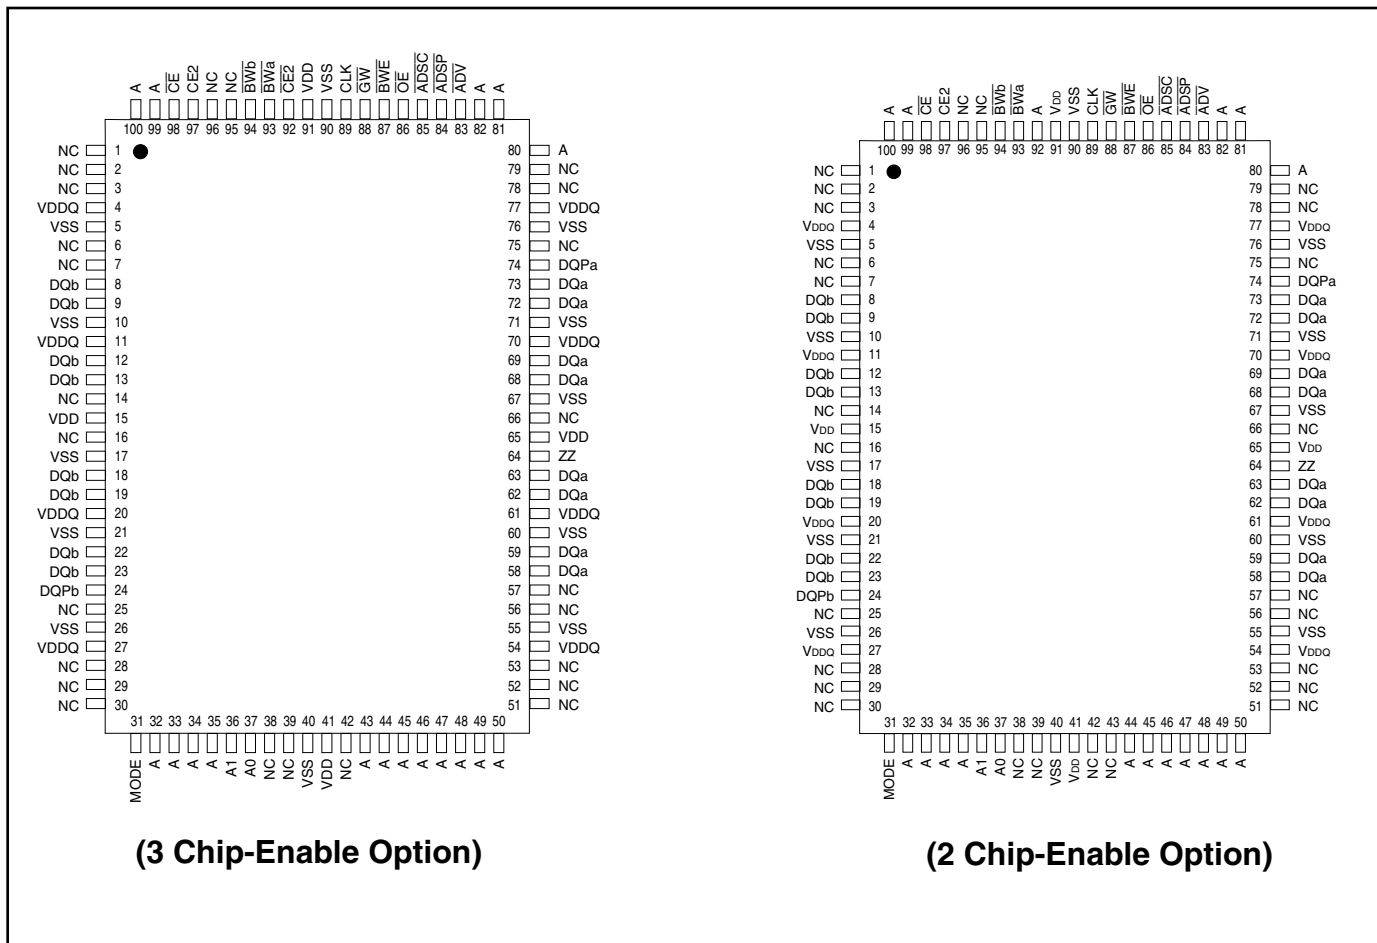 A A CE CE2 NC NC BWb BWa CE2 VDD VSS CLK GW BWE OE ADSC ADSP ADV A A
100 99 98 97 96 95 94 93 92 91 90 89 88 87 86 85 84 83 82 81
NC 1 80 A
NC 2 79 NC
NC 3 78 NC
VDDQ 4 77 VDDQ
VSS 5 76 VSS
NC 6 75 NC
NC 7 74 DQPa
DQb 8 73 DQa
DQb 9 72 DQa
VSS 10 71 VSS
VDDQ 11 70 VDDQ
DQb 12 69 DQa
DQb 13 68 DQa
NC 14 67 VSS
VDD 15 66 NC
NC 16 65 VDD
VSS 17 64 ZZ
DQb 18 63 DQa
DQb 19 62 DQa
VDDQ 20 61 VDDQ
VSS 21 60 VSS
DQb 22 59 DQa
DQb 23 58 DQa
DQPb 24 57 NC
NC 25 56 NC
VSS 26 55 VSS
VDDQ 27 54 VDDQ
NC 28 53 NC
NC 29 52 NC
NC 30 51 NC
31 32 33 34 35 36 37 38 39 40 41 42 43 44 45 46 47 48 49 50
MODE A A A A A1 A0 NC NC VSS VDD NC A A A A A A A A
(3 Chip-Enable Option)
A A CE CE2 NC NC BWb BWa A VDD VSS CLK GW BWE OE ADSC ADSP ADV A A
100 99 98 97 96 95 94 93 92 91 90 89 88 87 86 85 84 83 82 81
NC 1 80 A
NC 2 79 NC
NC 3 78 NC
VDDQ 4 77 VDDQ
VSS 5 76 VSS
NC 6 75 NC
NC 7 74 DQPa
DQb 8 73 DQa
DQb 9 72 DQa
VSS 10 71 VSS
VDDQ 11 70 VDDQ
DQb 12 69 DQa
DQb 13 68 DQa
NC 14 67 VSS
VDD 15 66 NC
NC 16 65 VDD
VSS 17 64 ZZ
DQb 18 63 DQa
DQb 19 62 DQa
VDDQ 20 61 VDDQ
VSS 21 60 VSS
DQb 22 59 DQa
DQb 23 58 DQa
DQPb 24 57 NC
NC 25 56 NC
VSS 26 55 VSS
VDDQ 27 54 VDDQ
NC 28 53 NC
NC 29 52 NC
NC 30 51 NC
31 32 33 34 35 36 37 38 39 40 41 42 43 44 45 46 47 48 49 50
MODE A A A A A1 A0 NC NC VSS VDD NC NC A A A A A A A
(2 Chip-Enable Option)